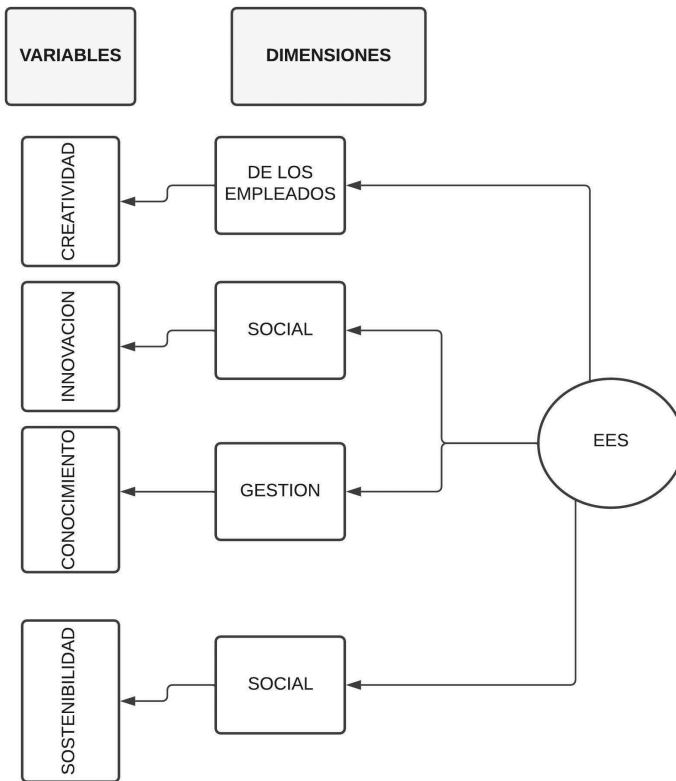 VARIABLES
DIMENSIONES
CREATIVIDAD
DE LOS
EMPLEADOS
INNOVACION
SOCIAL
EES
CONOCIMIENTO
GESTION
SOSTENIBILIDAD
SOCIAL